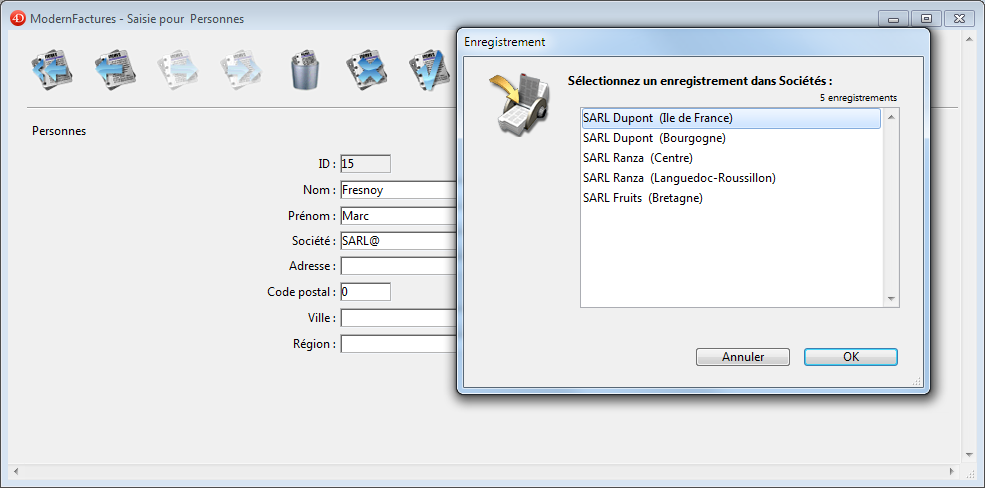 ModernFactures - Saisie pour  Personnes
Personnes
ID : 15
Nom : Fresnoy
Prénom : Marc
Société : SARL@
Adresse :
Code postal : 0
Ville :
Région :
Enregistrement
Sélectionnez un enregistrement dans Sociétés :
5 enregistrements
SARL Dupont  (Ile de France)
SARL Dupont  (Bourgogne)
SARL Ranza  (Centre)
SARL Ranza  (Languedoc-Roussillon)
SARL Fruits  (Bretagne)
Annuler
OK